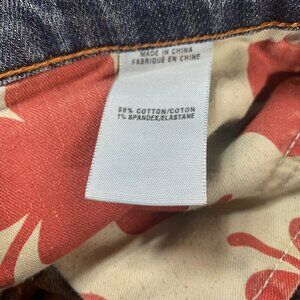 MADE IN CHINA
FABRIQUÉ EN CHINE
99% COTTON/COTON
1% SPANDEX/ELASTANE